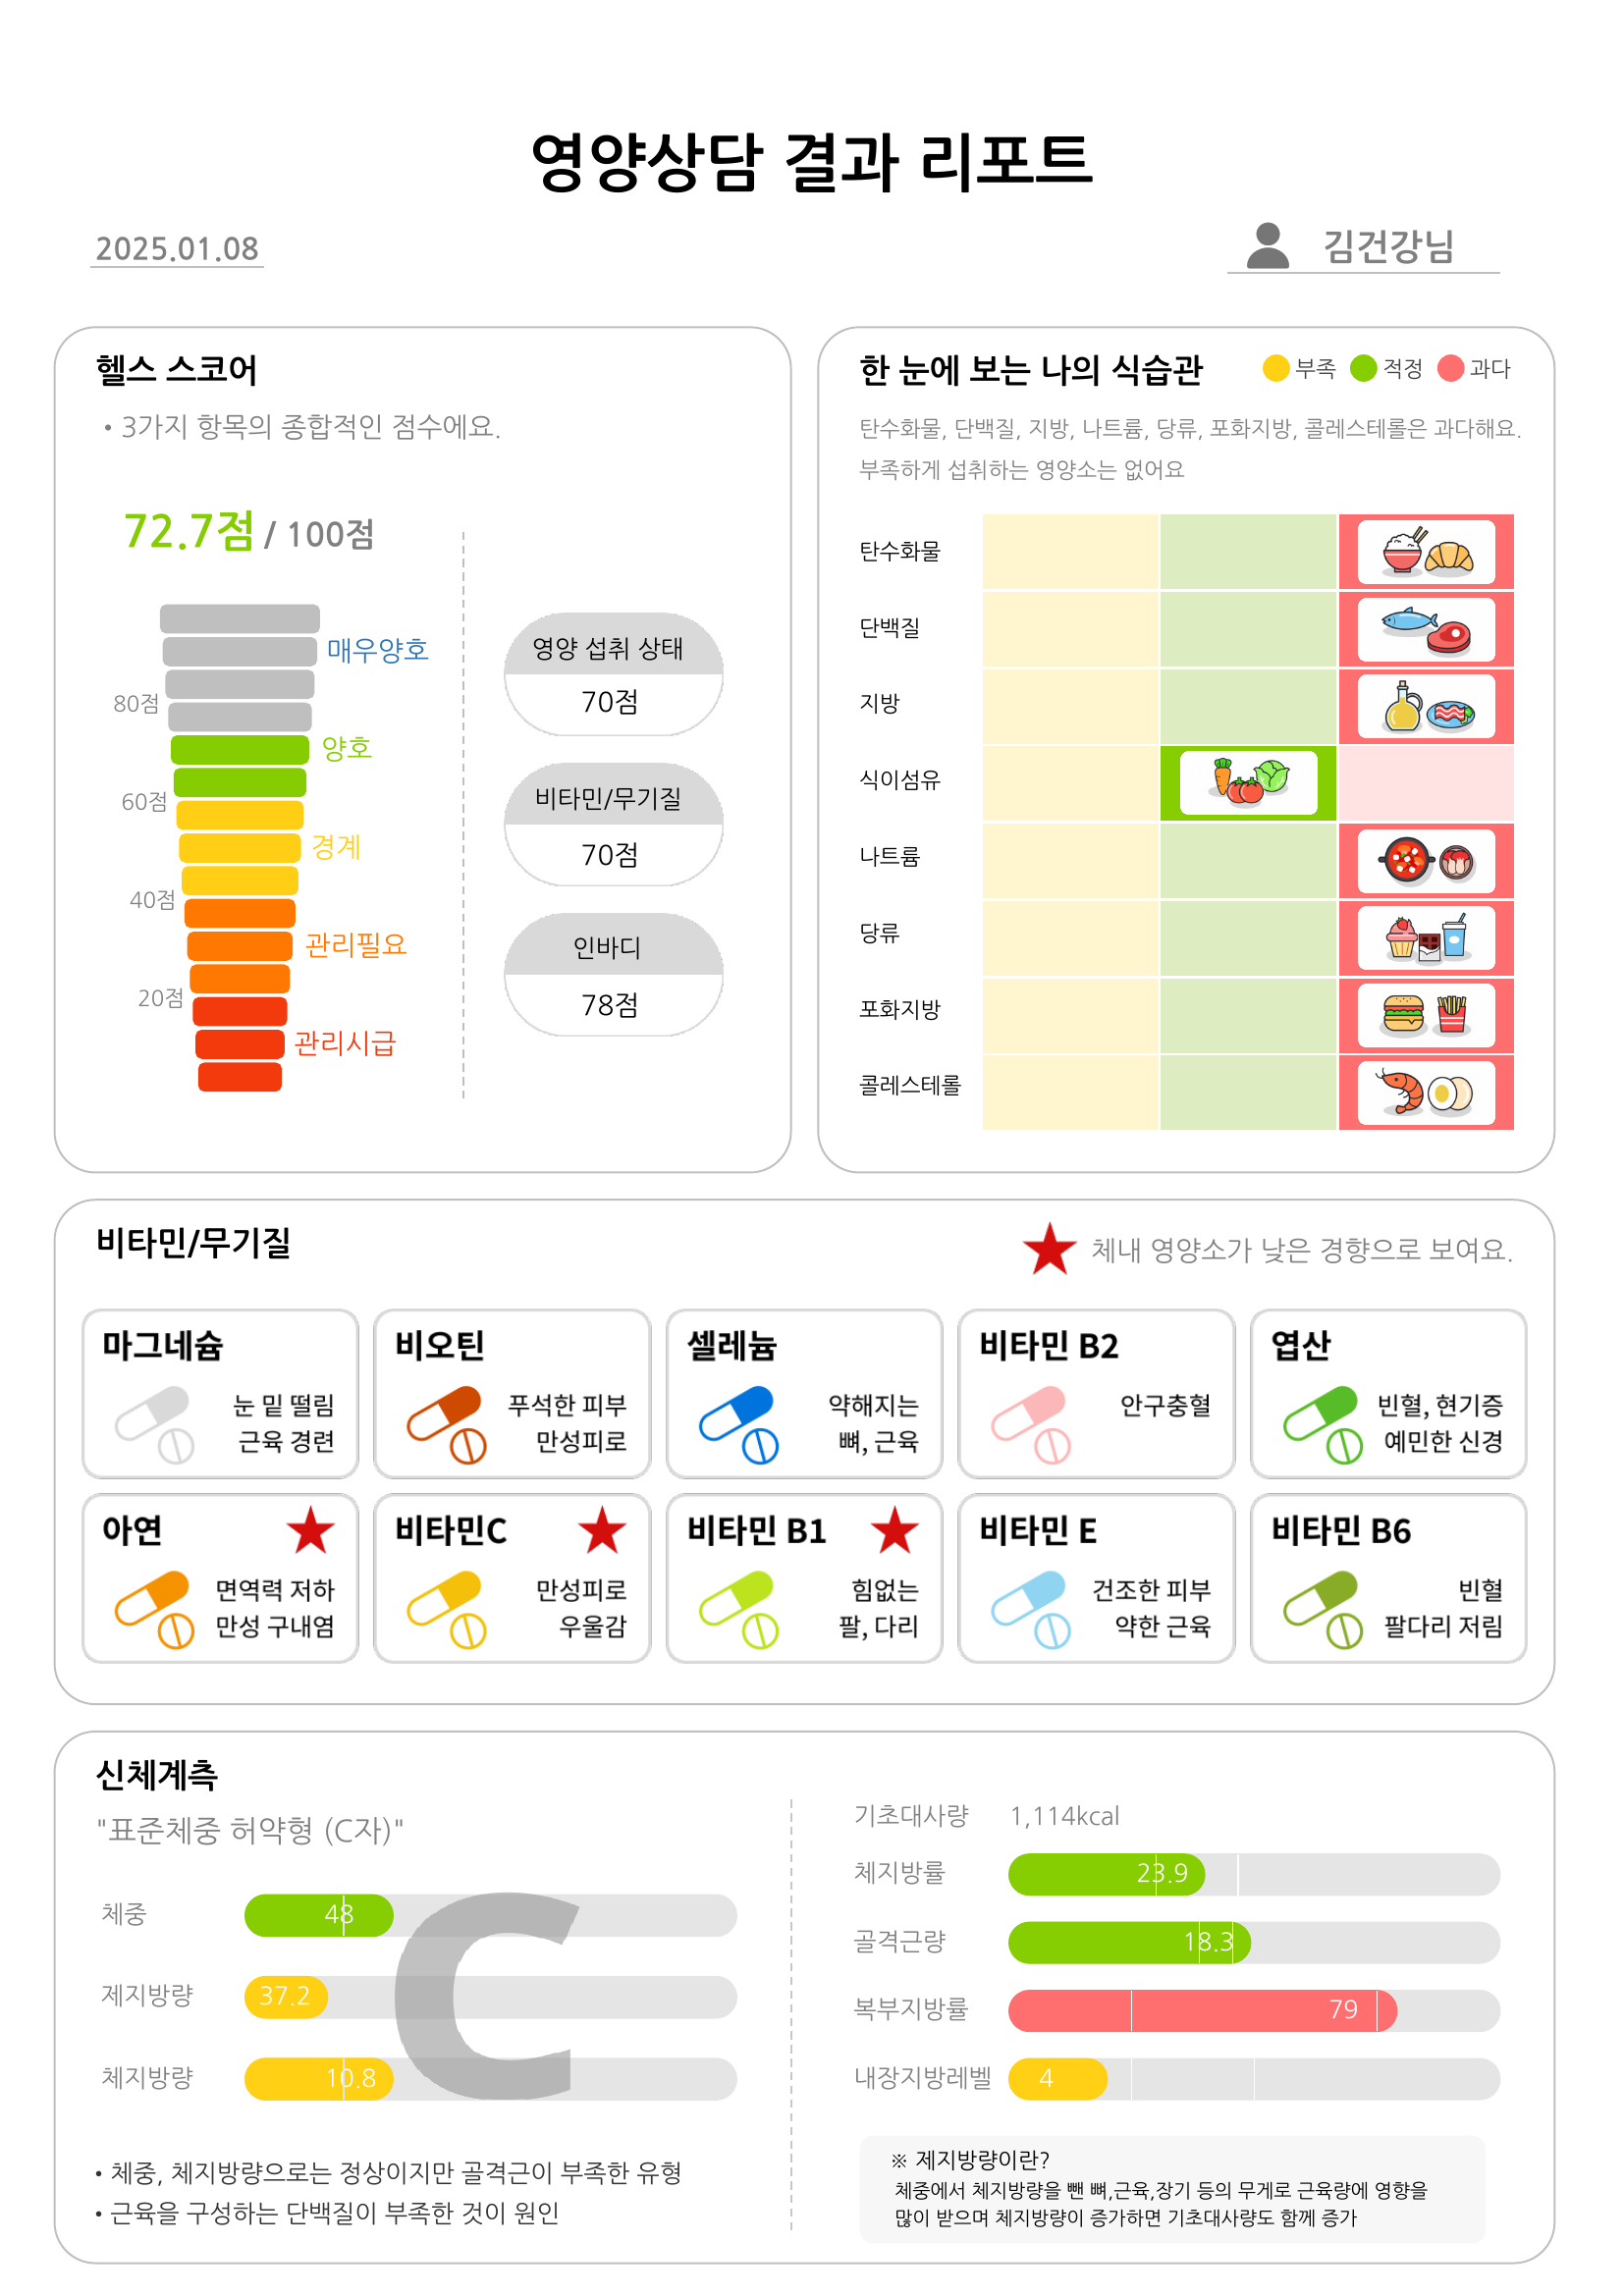 영양상담 결과 리포트
2025.01.08
김건강님
헬스 스코어
• 3가지 항목의 종합적인 점수에요.
72.7점 / 100점
매우양호
80점
양호
60점
경계
40점
관리필요
20점
관리시급
영양 섭취 상태
70점
비타민/무기질
70점
인바디
78점
한 눈에 보는 나의 식습관
부족 적정 과다
탄수화물, 단백질, 지방, 나트륨, 당류, 포화지방, 콜레스테롤은 과다해요.
부족하게 섭취하는 영양소는 없어요
탄수화물
단백질
지방
식이섬유
나트륨
당류
포화지방
콜레스테롤
비타민/무기질
체내 영양소가 낮은 경향으로 보여요.
마그네슘
눈 밑 떨림
근육 경련
비오틴
푸석한 피부
만성피로
셀레늄
약해지는
뼈, 근육
비타민 B2
안구충혈
엽산
빈혈, 현기증
예민한 신경
아연
면역력 저하
만성 구내염
비타민C
만성피로
우울감
비타민 B1
힘없는
팔, 다리
비타민 E
건조한 피부
약한 근육
비타민 B6
빈혈
팔다리 저림
신체계측
"표준체중 허약형 (C자)"
체중 48
제지방량 37.2
체지방량 10.8
C
• 체중, 체지방량으로는 정상이지만 골격근이 부족한 유형
• 근육을 구성하는 단백질이 부족한 것이 원인
기초대사량 1,114kcal
체지방률 23.9
골격근량 18.3
복부지방률 79
내장지방레벨 4
※ 제지방량이란?
체중에서 체지방량을 뺀 뼈,근육,장기 등의 무게로 근육량에 영향을
많이 받으며 체지방량이 증가하면 기초대사량도 함께 증가